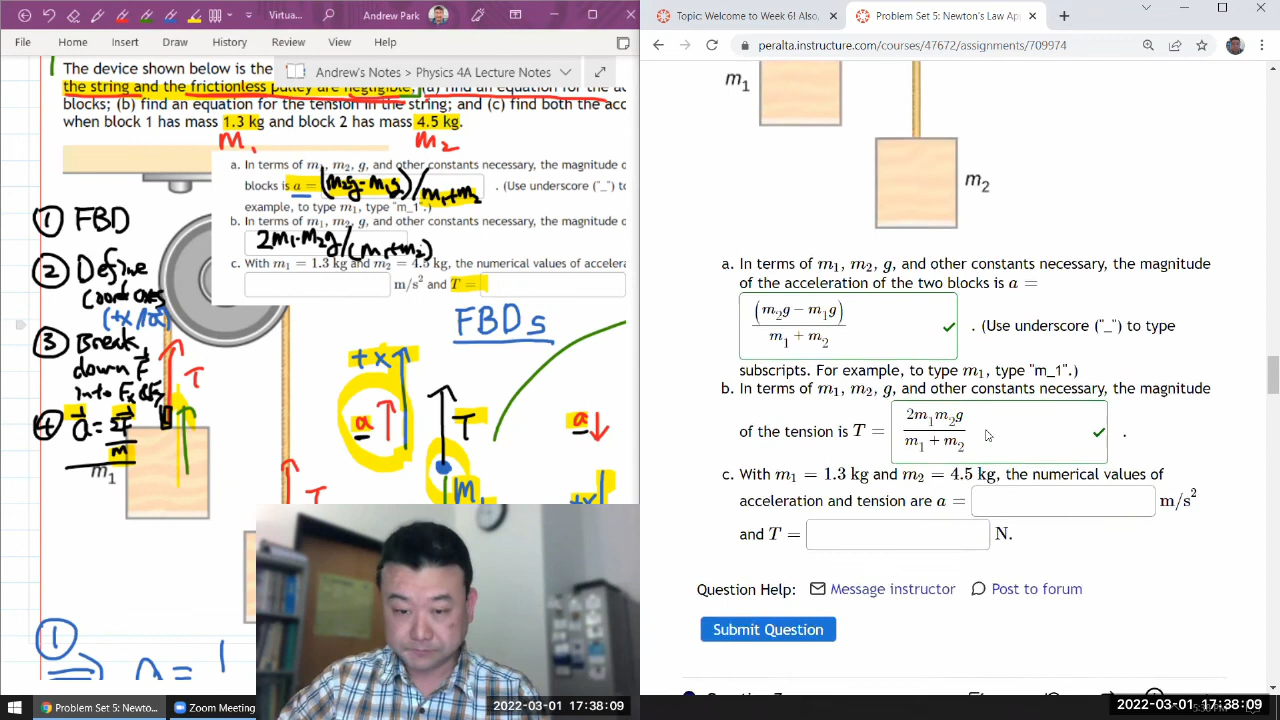 Virtua...
Andrew Park
File Home Insert Draw History Review View Help
Andrew's Notes > Physics 4A Lecture Notes
The device shown below is the
the string and the frictionless pulley are negligible, (a) find an equation for the ac
blocks; (b) find an equation for the tension in the string; and (c) find both the acc
when block 1 has mass 1.3 kg and block 2 has mass 4.5 kg.
m₁ m₂
a. In terms of m₁, m₂, g, and other constants necessary, the magnitude o
blocks is a = (m₂g-m₁g)/m₁+m₂ . (Use underscore ("_") to
example, to type m₁, type "m_1".)
b. In terms of m₁, m₂, g, and other constants necessary, the magnitude o
2m₁·m₂g/(m₁+m₂)
c. With m₁ = 1.3 kg and m₂ = 4.5 kg, the numerical values of accelera
m/s² and T =
① FBD
② Define
coord axes
(+x // a)
③ Break
down F
into Fx & Fy
④ a = ΣF
m
m₁
T
T
FBDs
+x
a
T
m₁
a
+x
①
a =
Problem Set 5: Newto...
Zoom Meeting
2022-03-01 17:38:09
Topic: Welcome to Week 6! Also,
Problem Set 5: Newton's Law Ap
peralta.instructure.com/courses/47672/assignments/709974
m₁
m₂
a. In terms of m₁, m₂, g, and other constants necessary, the magnitude
of the acceleration of the two blocks is a =
(m₂g − m₁g)
m₁ + m₂
. (Use underscore ("_") to type
subscripts. For example, to type m₁, type "m_1".)
b. In terms of m₁, m₂, g, and other constants necessary, the magnitude
of the tension is T = 2m₁m₂g
m₁ + m₂ .
c. With m₁ = 1.3 kg and m₂ = 4.5 kg, the numerical values of
acceleration and tension are a = m/s²
and T = N.
Question Help: Message instructor Post to forum
Submit Question
2022-03-01 17:38:09